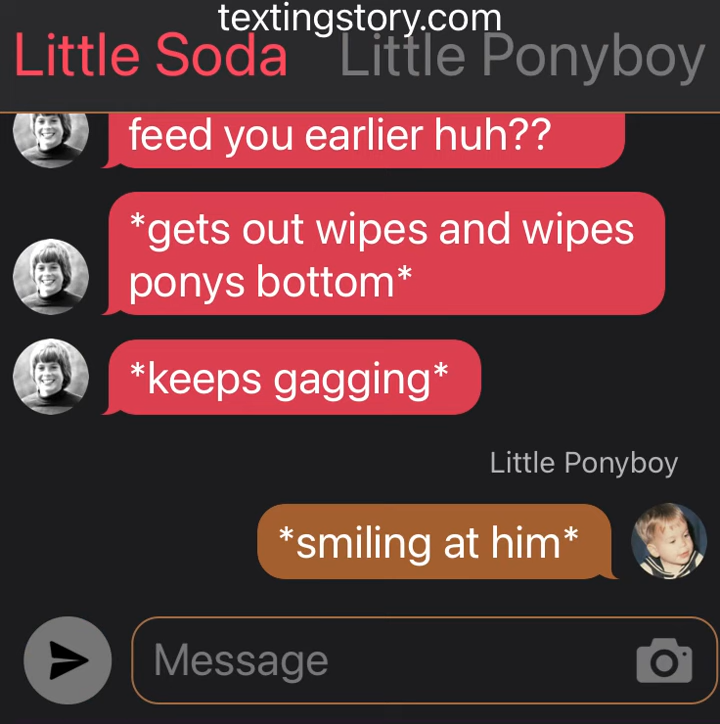 textingstory.com
Little Soda Little Ponyboy
feed you earlier huh??
*gets out wipes and wipes
ponys bottom*
*keeps gagging*
Little Ponyboy
*smiling at him*
Message